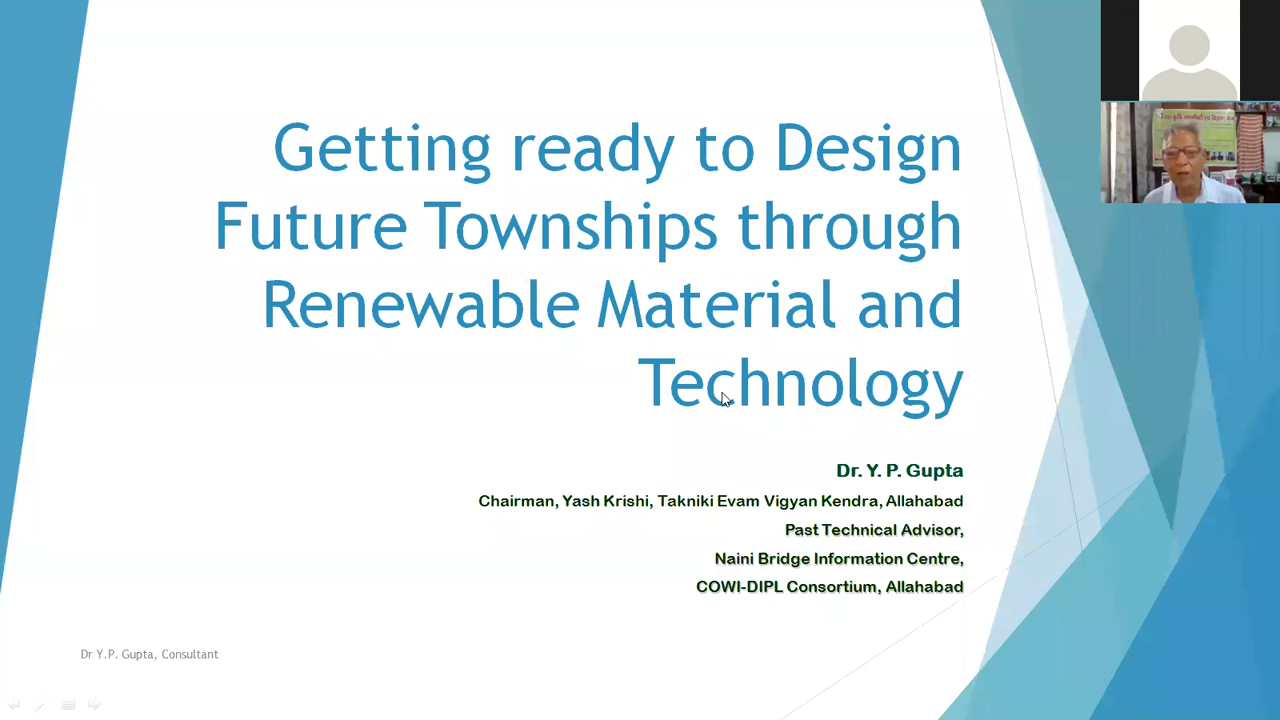 Getting ready to Design
Future Townships through
Renewable Material and
Technology
Dr. Y. P. Gupta
Chairman, Yash Krishi, Takniki Evam Vigyan Kendra, Allahabad
Past Technical Advisor,
Naini Bridge Information Centre,
COWI-DIPL Consortium, Allahabad
Dr Y.P. Gupta, Consultant